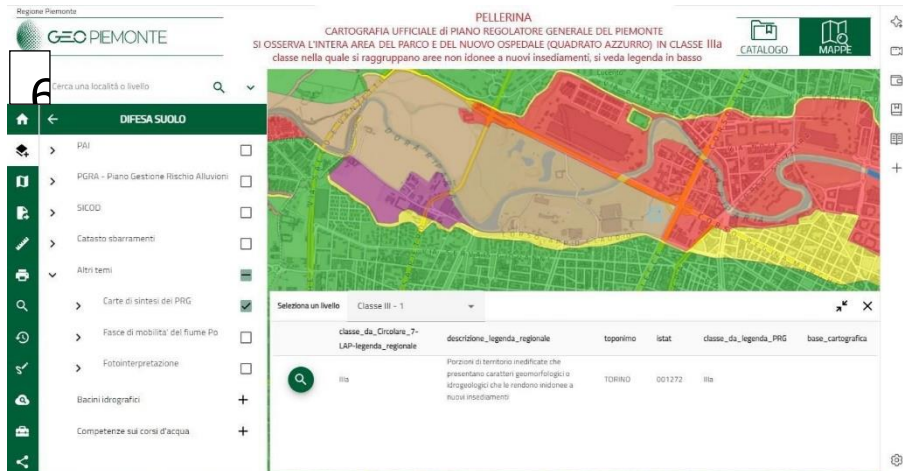 Regione Piemonte
GEOPIEMONTE
PELLERINA
CARTOGRAFIA UFFICIALE di PIANO REGOLATORE GENERALE DEL PIEMONTE
SI OSSERVA L'INTERA AREA DEL PARCO E DEL NUOVO OSPEDALE (QUADRATO AZZURRO) IN CLASSE IIIa
classe nella quale si raggruppano aree non idonee a nuovi insediamenti, si veda legenda in basso
CATALOGO
MAPPE
6
Cerca una località o livello
DIFESA SUOLO
PAI
PGRA - Piano Gestione Rischio Alluvioni
SICOD
Catasto sbarramenti
Altri temi
Carte di sintesi dei PRG
Fasce di mobilita' del fiume Po
Fotointerpretazione
Bacini idrografici
Competenze sui corsi d'acqua
Seleziona un livello
Classe III - 1
classe_da_Circolare_7-
LAP-legenda_regionale
descrizione_legenda_regionale
toponimo
istat
classe_da_legenda_PRG
base_cartografica
IIIa
Porzioni di territorio inedificate che
presentano caratteri geomorfologici o
idrogeologici che le rendono inidonee a
nuovi insediamenti
TORINO
001272
IIIa